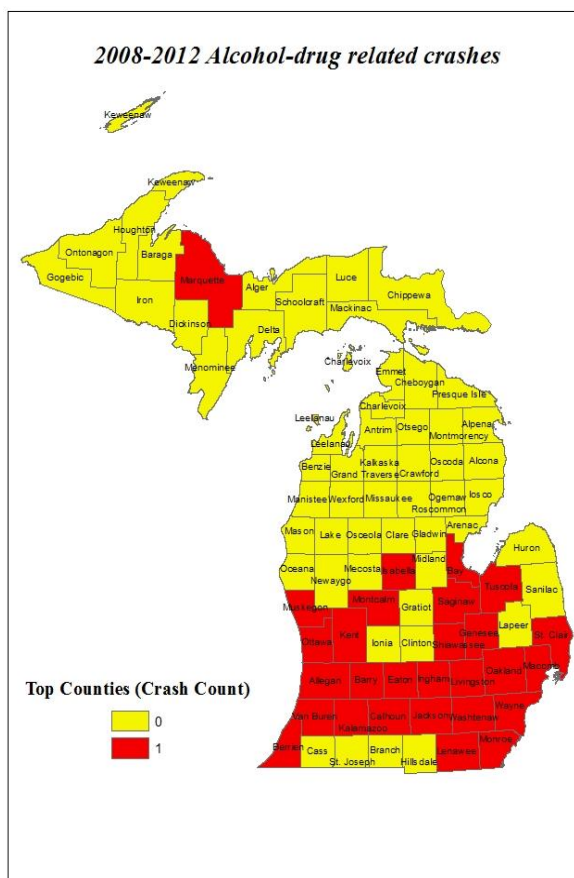 2008-2012 Alcohol-drug related crashes
Keweenaw
Keweenaw
Houghton
Ontonagon
Baraga
Gogebic
Marquette
Iron
Alger
Luce
Chippewa
Schoolcraft
Mackinac
Dickinson
Delta
Menominee
Charlevoix
Emmet
Cheboygan
Presque Isle
Charlevoix
Leelanau
Antrim
Otsego
Alpena
Montmorency
Leelanau
Benzie
Kalkaska
Oscoda
Alcona
Grand Traverse
Crawford
Manistee
Wexford
Missaukee
Ogemaw
Iosco
Roscommon
Arenac
Mason
Lake
Osceola
Clare
Gladwin
Huron
Midland
Oceana
Mecosta
Isabella
Bay
Newaygo
Tuscola
Sanilac
Montcalm
Saginaw
Muskegon
Gratiot
Lapeer
Genesee
St. Clair
Ottawa
Kent
Ionia
Clinton
Shiawassee
Oakland
Macomb
Allegan
Barry
Eaton
Ingham
Livingston
Top Counties (Crash Count)
Wayne
Van Buren
Calhoun
Jackson
Washtenaw
0
Kalamazoo
1
Berrien
Cass
Branch
Lenawee
Monroe
St. Joseph
Hillsdale